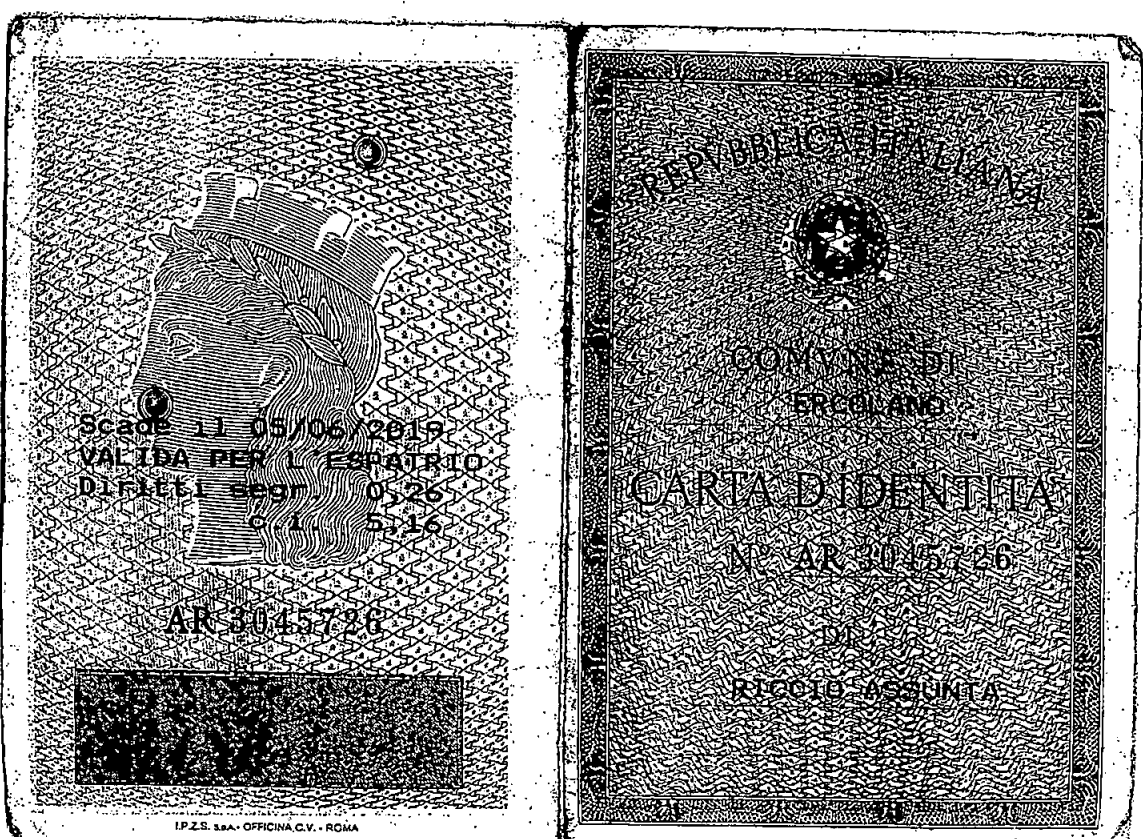 Scade il 05/06/2019
VALIDA PER L'ESPATRIO
Diritti segr. 0,26
c.i. 5,16
AR 3045726
I.P.Z.S. S.p.A. - OFFICINA C.V. - ROMA
REPVBBLICA ITALIANA
COMVNE DI
ERCOLANO
CARTA D'IDENTITÀ
N° AR 3045726
DI
RICCIO ASSUNTA